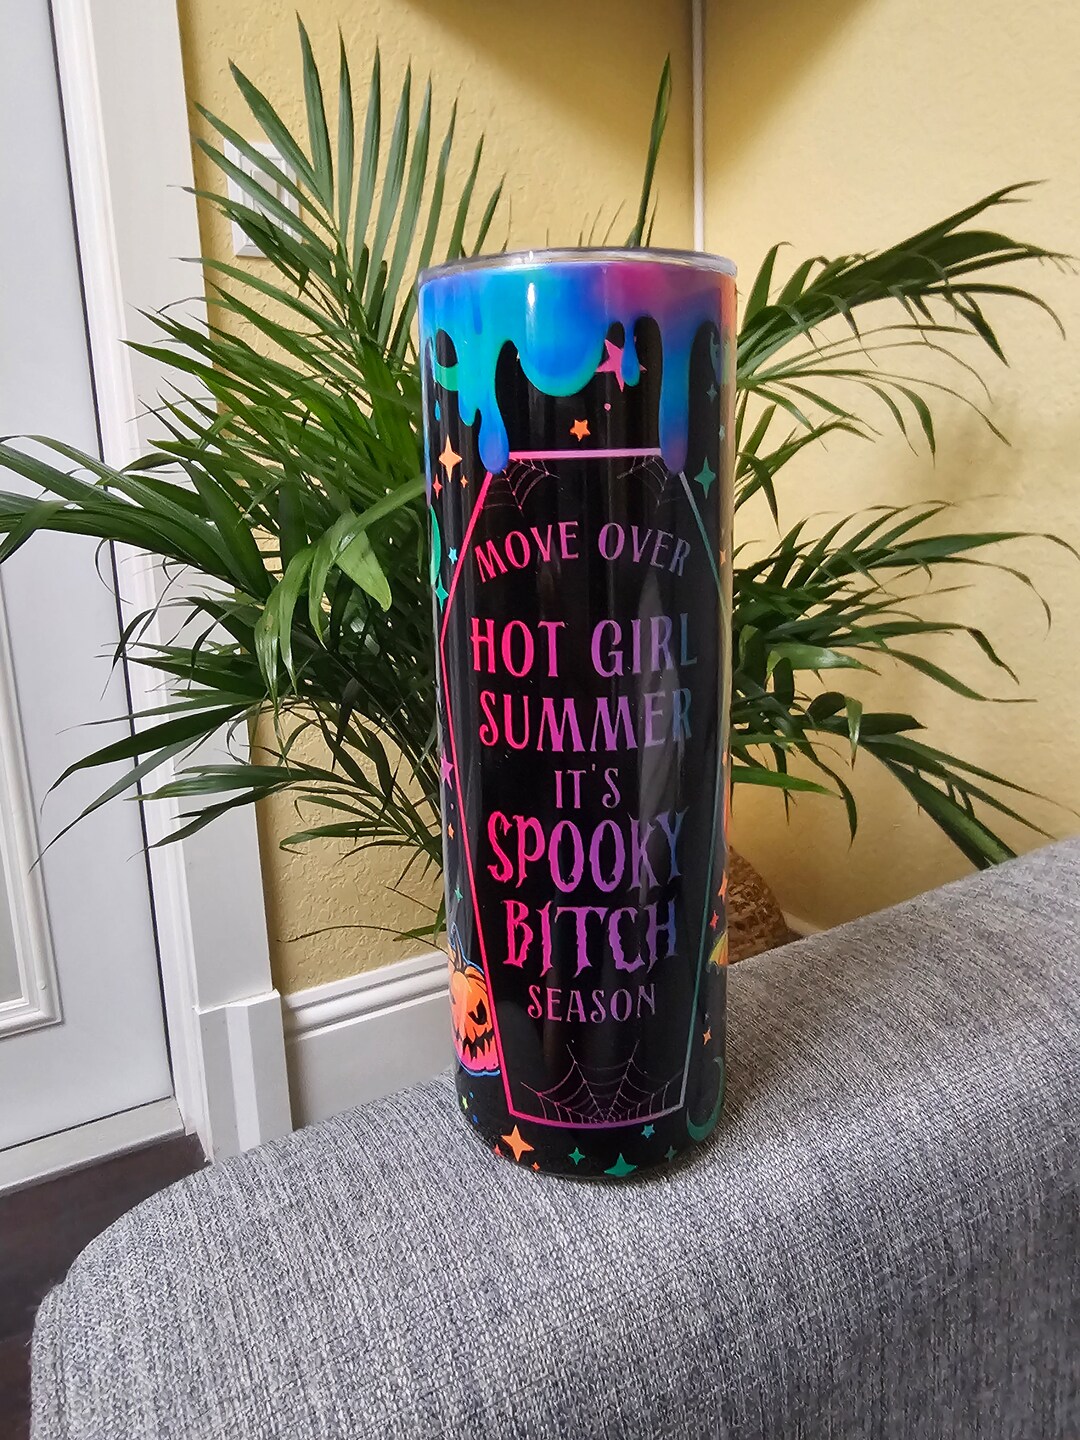 MOVE OVER
HOT GIRL
SUMMER
IT'S
SPOOKY
BITCH
SEASON